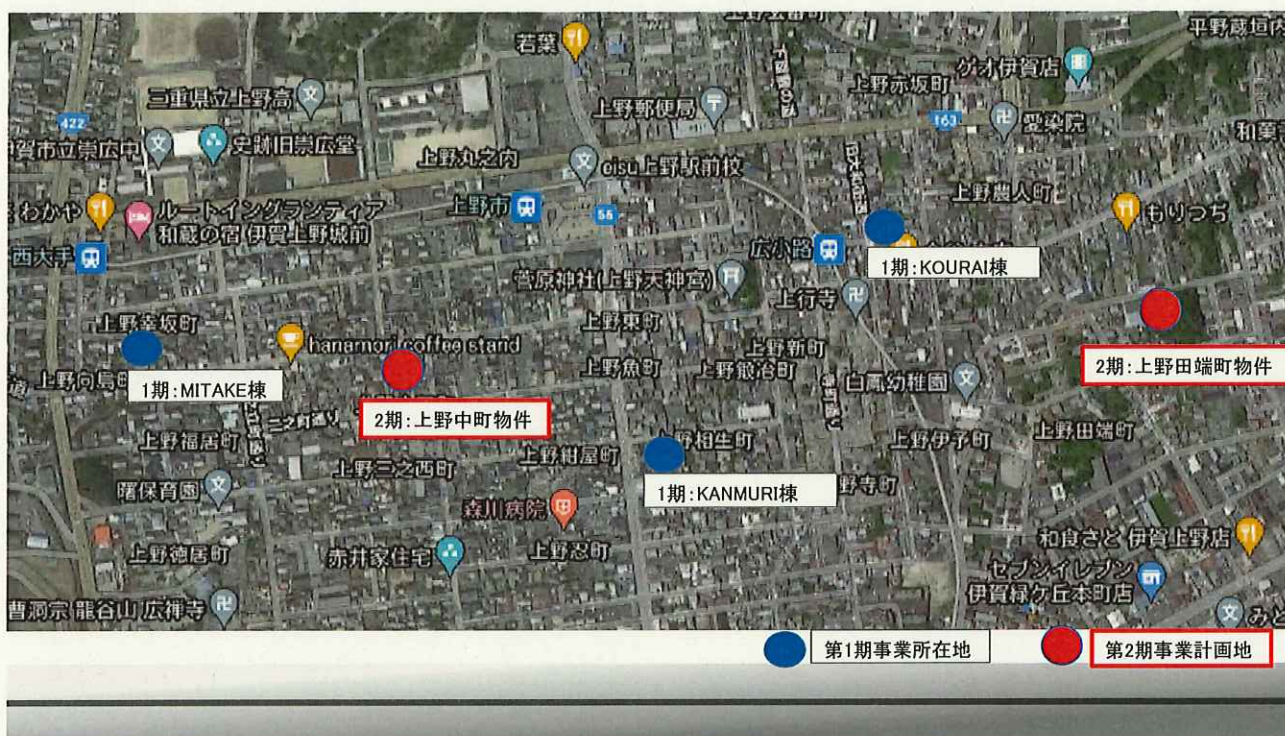 若葉
平野蔵垣内
三重県立上野高
上野郵便局
上野赤坂町
ゲオ伊賀店
422
163
愛染院
賀市立崇広中
史跡旧崇広堂
上野丸之内
eisu上野駅前校
和菓
上野農人町
わかや
ルートイングランティア
和蔵の宿 伊賀上野城前
上野市
56
もりつぢ
西大手
広小路
1期:KOURAI棟
菅原神社(上野天神宮)
上行寺
上野幸坂町
hanamori coffee stand
上野東町
上野新町
2期:上野田端町物件
上野向島町
1期:MITAKE棟
上野魚町
上野鍛冶町
白鳳幼稚園
2期:上野中町物件
二之町通り
上野福居町
上野相生町
上野伊予町
上野田端町
上野三之西町
上野紺屋町
曙保育園
1期:KANMURI棟
野寺町
森川病院
上野徳居町
赤井家住宅
上野忍町
和食さと 伊賀上野店
セブンイレブン
伊賀緑ケ丘本町店
曹洞宗 龍谷山 広禅寺
みど
第1期事業所在地
第2期事業計画地